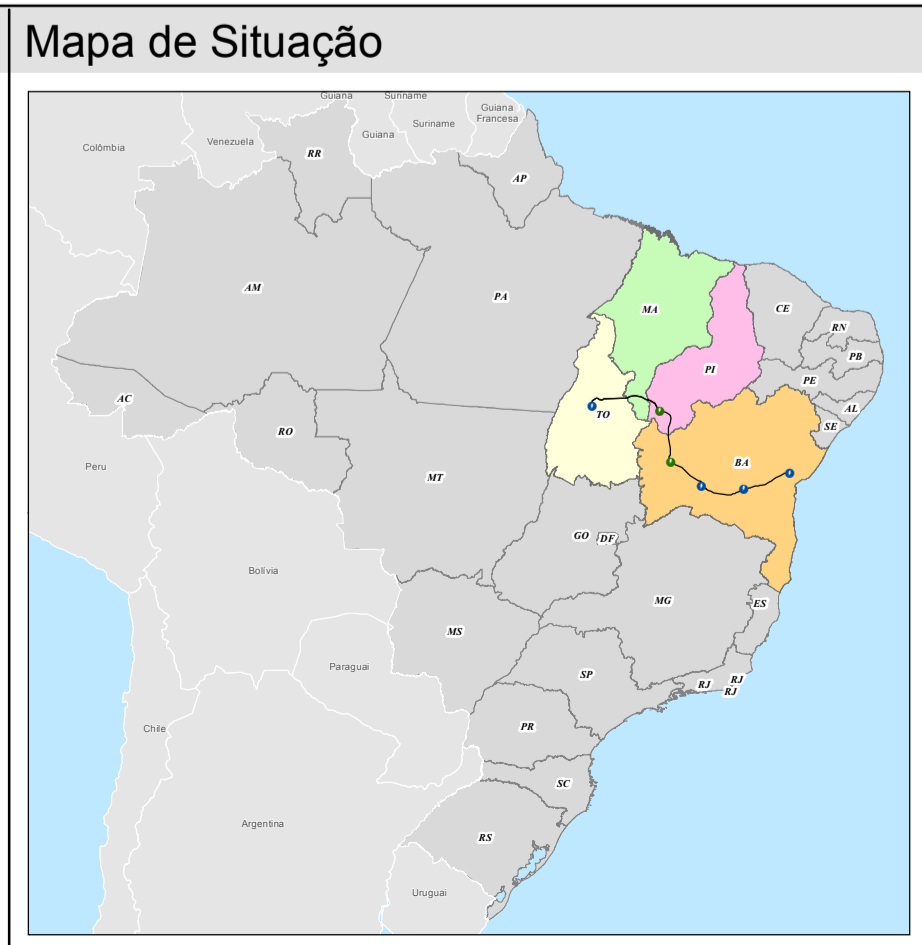 Mapa de Situação
Guiana
Suriname
Guiana
Francesa
Colômbia
Venezuela
Guiana
Suriname
RR
AP
AM
PA
MA
CE
RN
PB
PI
PE
AL
SE
AC
TO
RO
BA
Peru
MT
GO
DF
Bolívia
MG
ES
MS
Paraguai
SP
RJ
RJ
RJ
Chile
PR
SC
Argentina
RS
Uruguai